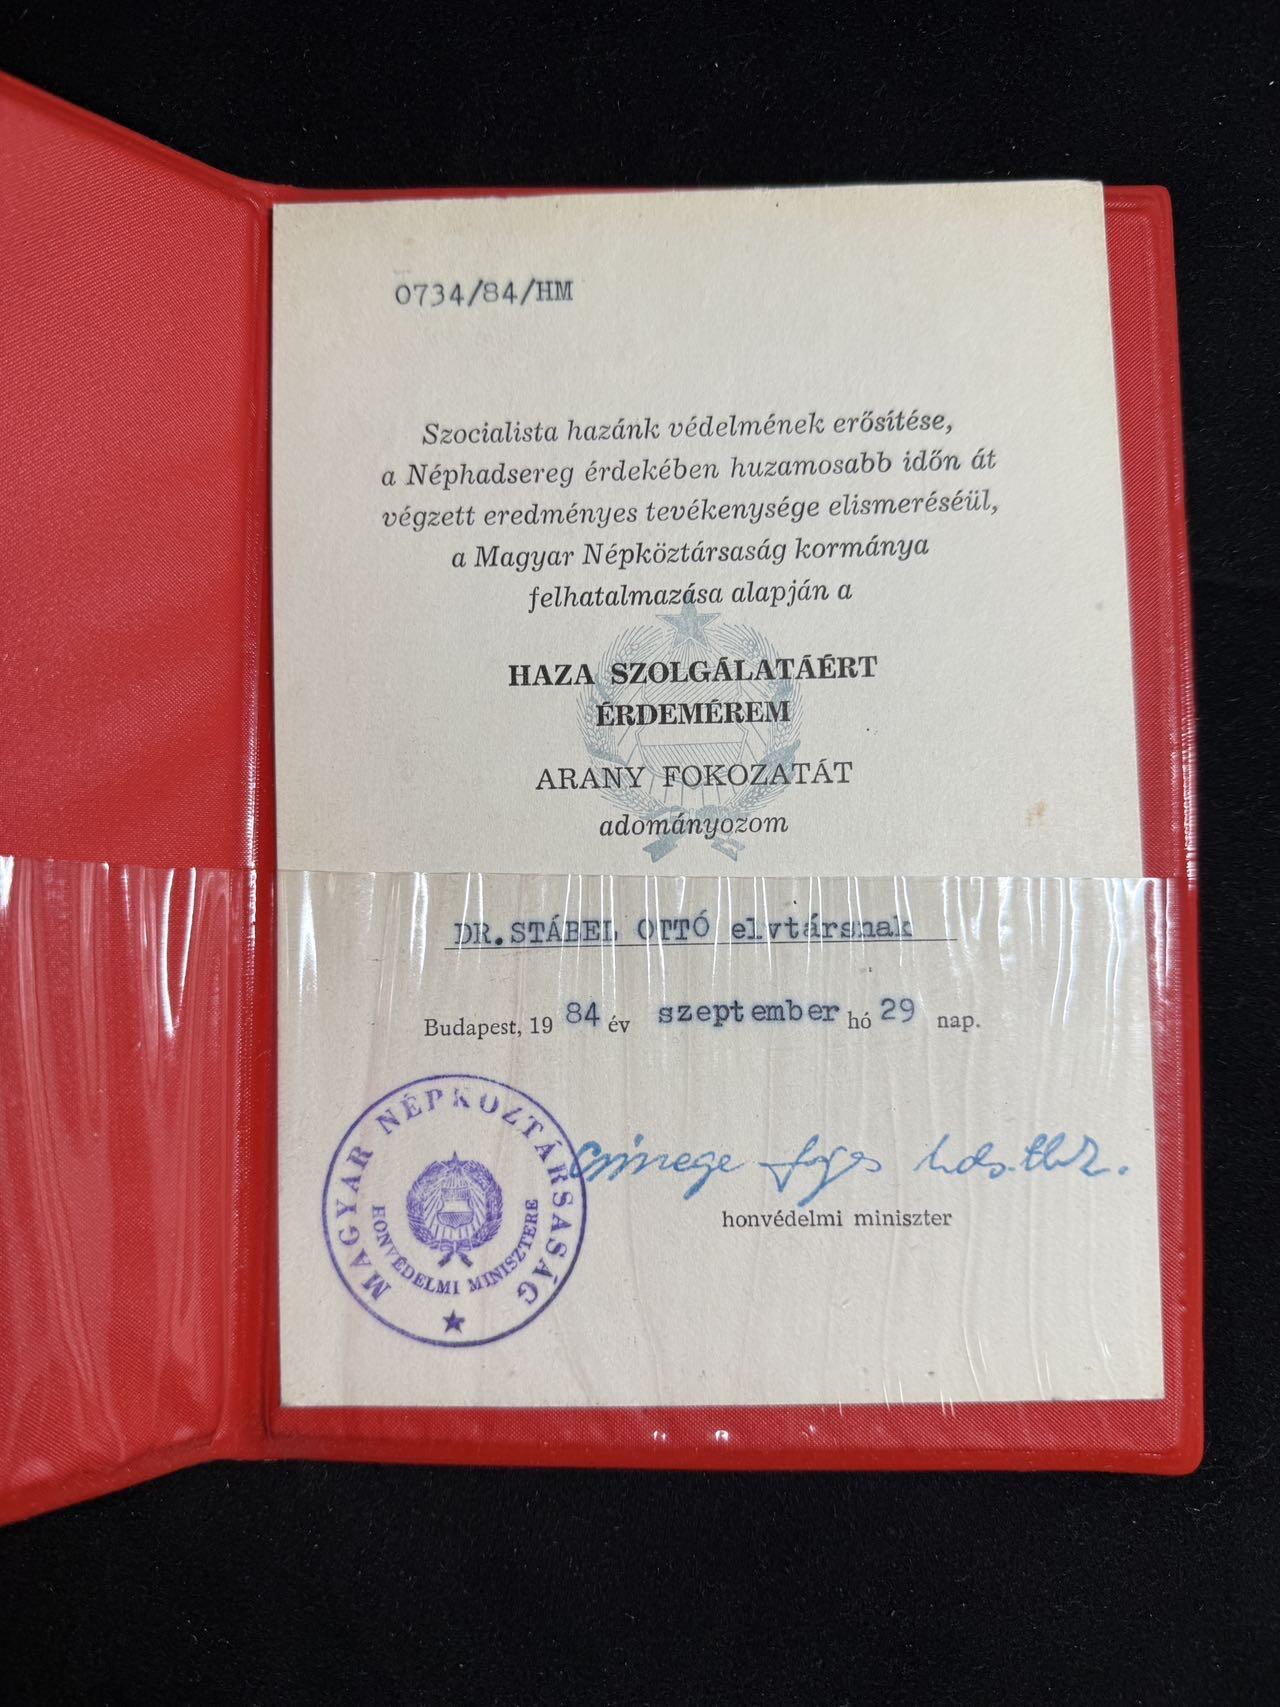 0734/84/HM
Szocialista hazánk védelmének erősítése,
a Néphadsereg érdekében huzamosabb időn át
végzett eredményes tevékenysége elismeréséül,
a Magyar Népköztársaság kormánya
felhatalmazása alapján a
HAZA SZOLGÁLATÁÉRT
ÉRDEMÉREM
ARANY FOKOZATÁT
adományozom
DR.STÁBEL OTTÓ elvtársnak
Budapest, 19 84 év szeptember hó 29 nap.
MAGYAR NÉPKÖZTÁRSASÁG
HONVÉDELMI MINISZTERE
honvédelmi miniszter